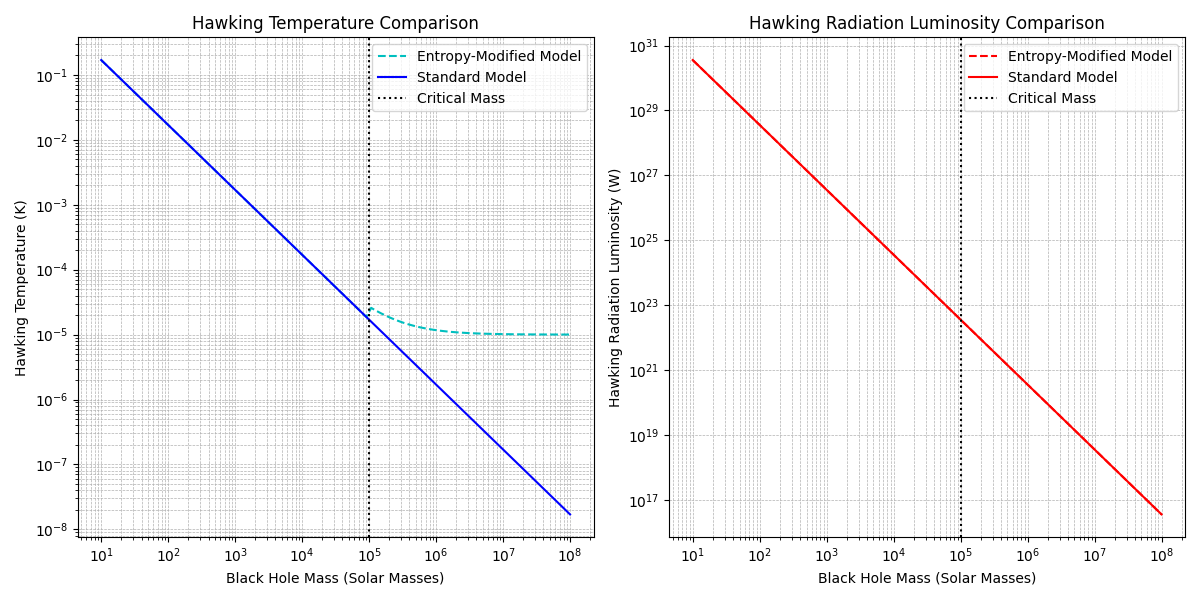 Hawking Temperature Comparison
Entropy-Modified Model
Standard Model
Critical Mass
Hawking Temperature (K)
10⁻¹
10⁻²
10⁻³
10⁻⁴
10⁻⁵
10⁻⁶
10⁻⁷
10⁻⁸
10¹ 10² 10³ 10⁴ 10⁵ 10⁶ 10⁷ 10⁸
Black Hole Mass (Solar Masses)
Hawking Radiation Luminosity Comparison
Entropy-Modified Model
Standard Model
Critical Mass
Hawking Radiation Luminosity (W)
10³¹
10²⁹
10²⁷
10²⁵
10²³
10²¹
10¹⁹
10¹⁷
10¹ 10² 10³ 10⁴ 10⁵ 10⁶ 10⁷ 10⁸
Black Hole Mass (Solar Masses)